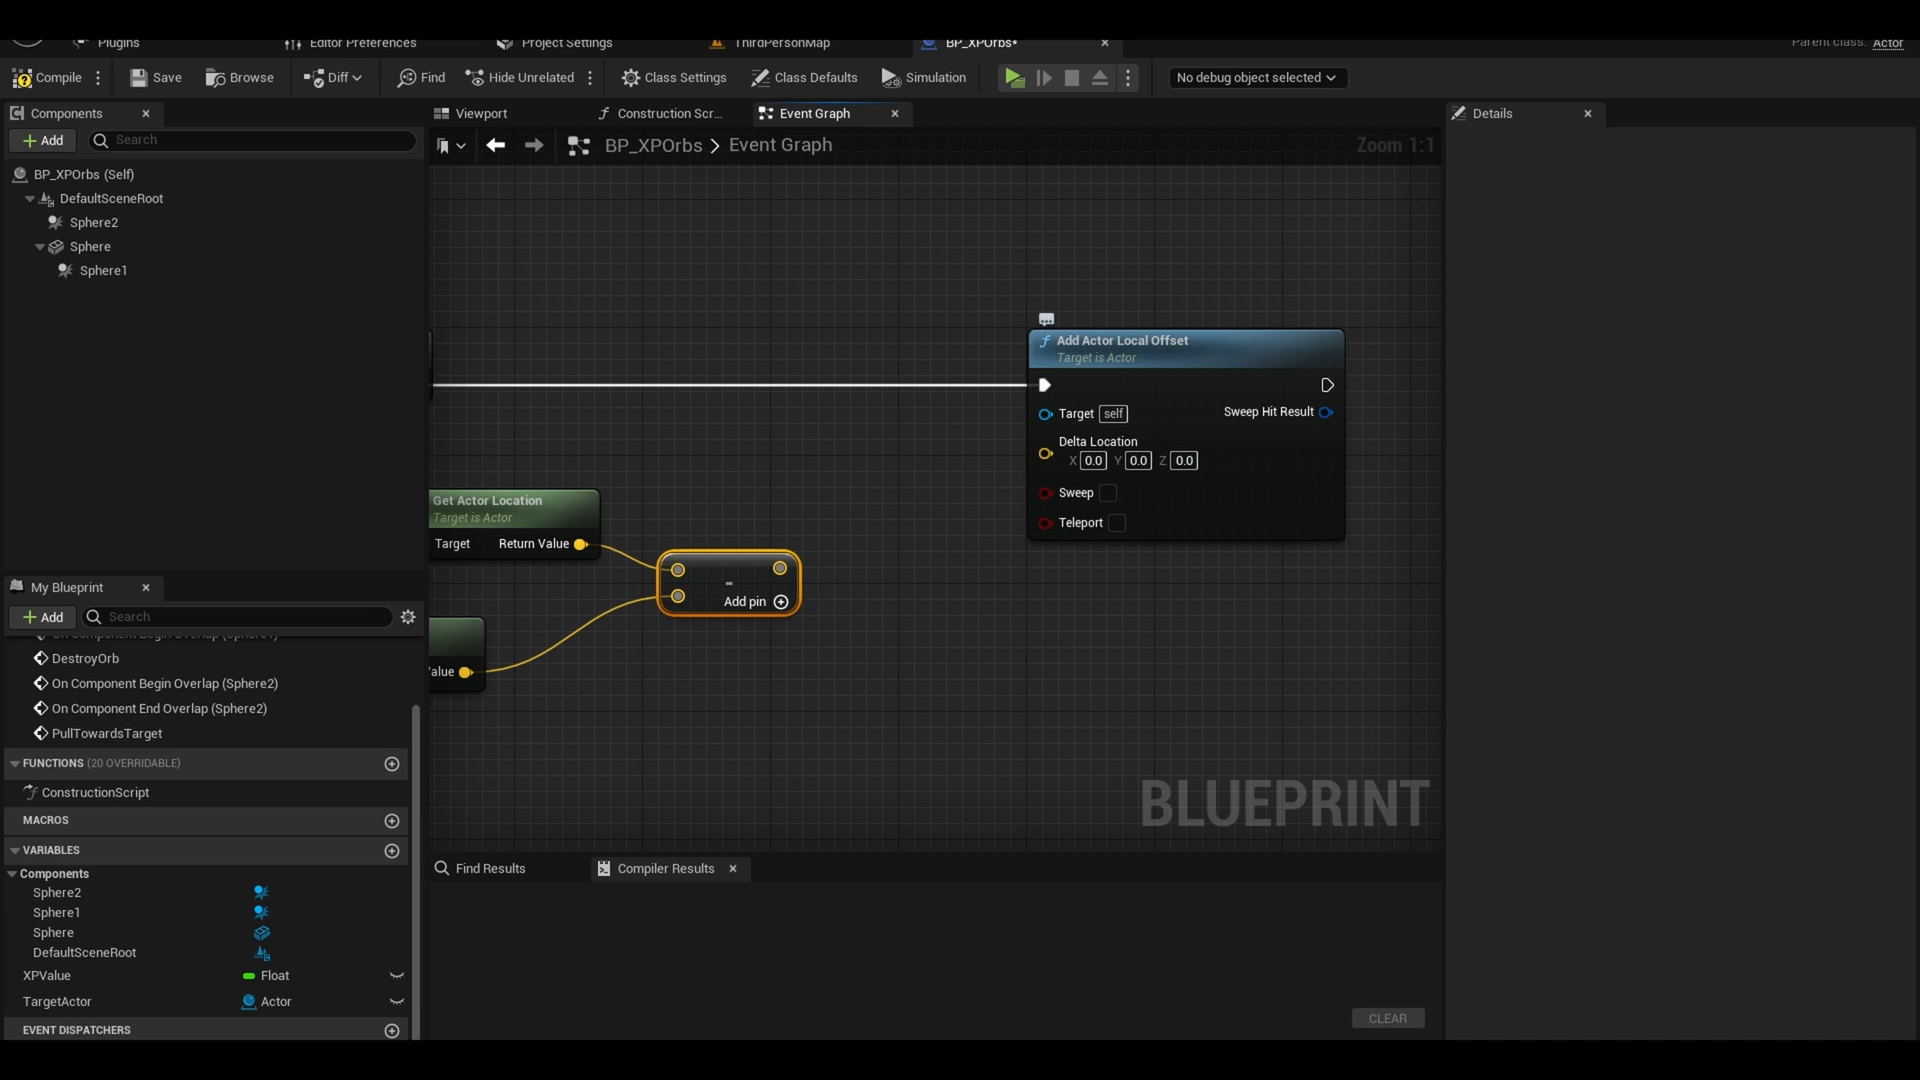 Plugins
Editor Preferences
Project Settings
ThirdPersonMap
BP_XPOrbs*
Parent class: Actor
Compile
Save
Browse
Diff
Find
Hide Unrelated
Class Settings
Class Defaults
Simulation
No debug object selected
Components
Viewport
Construction Scr...
Event Graph
Details
Add
Search
BP_XPOrbs > Event Graph
Zoom 1:1
BP_XPOrbs (Self)
DefaultSceneRoot
Sphere2
Sphere
Sphere1
Add Actor Local Offset
Target is Actor
Target self
Sweep Hit Result
Delta Location
X 0.0 Y 0.0 Z 0.0
Sweep
Teleport
Get Actor Location
Target is Actor
Target Return Value
-
Add pin
Value
BLUEPRINT
My Blueprint
Add
Search
On Component Begin Overlap (Sphere1)
DestroyOrb
On Component Begin Overlap (Sphere2)
On Component End Overlap (Sphere2)
PullTowardsTarget
FUNCTIONS (20 OVERRIDABLE)
ConstructionScript
MACROS
VARIABLES
Components
Sphere2
Sphere1
Sphere
DefaultSceneRoot
XPValue Float
TargetActor Actor
EVENT DISPATCHERS
Find Results
Compiler Results
CLEAR